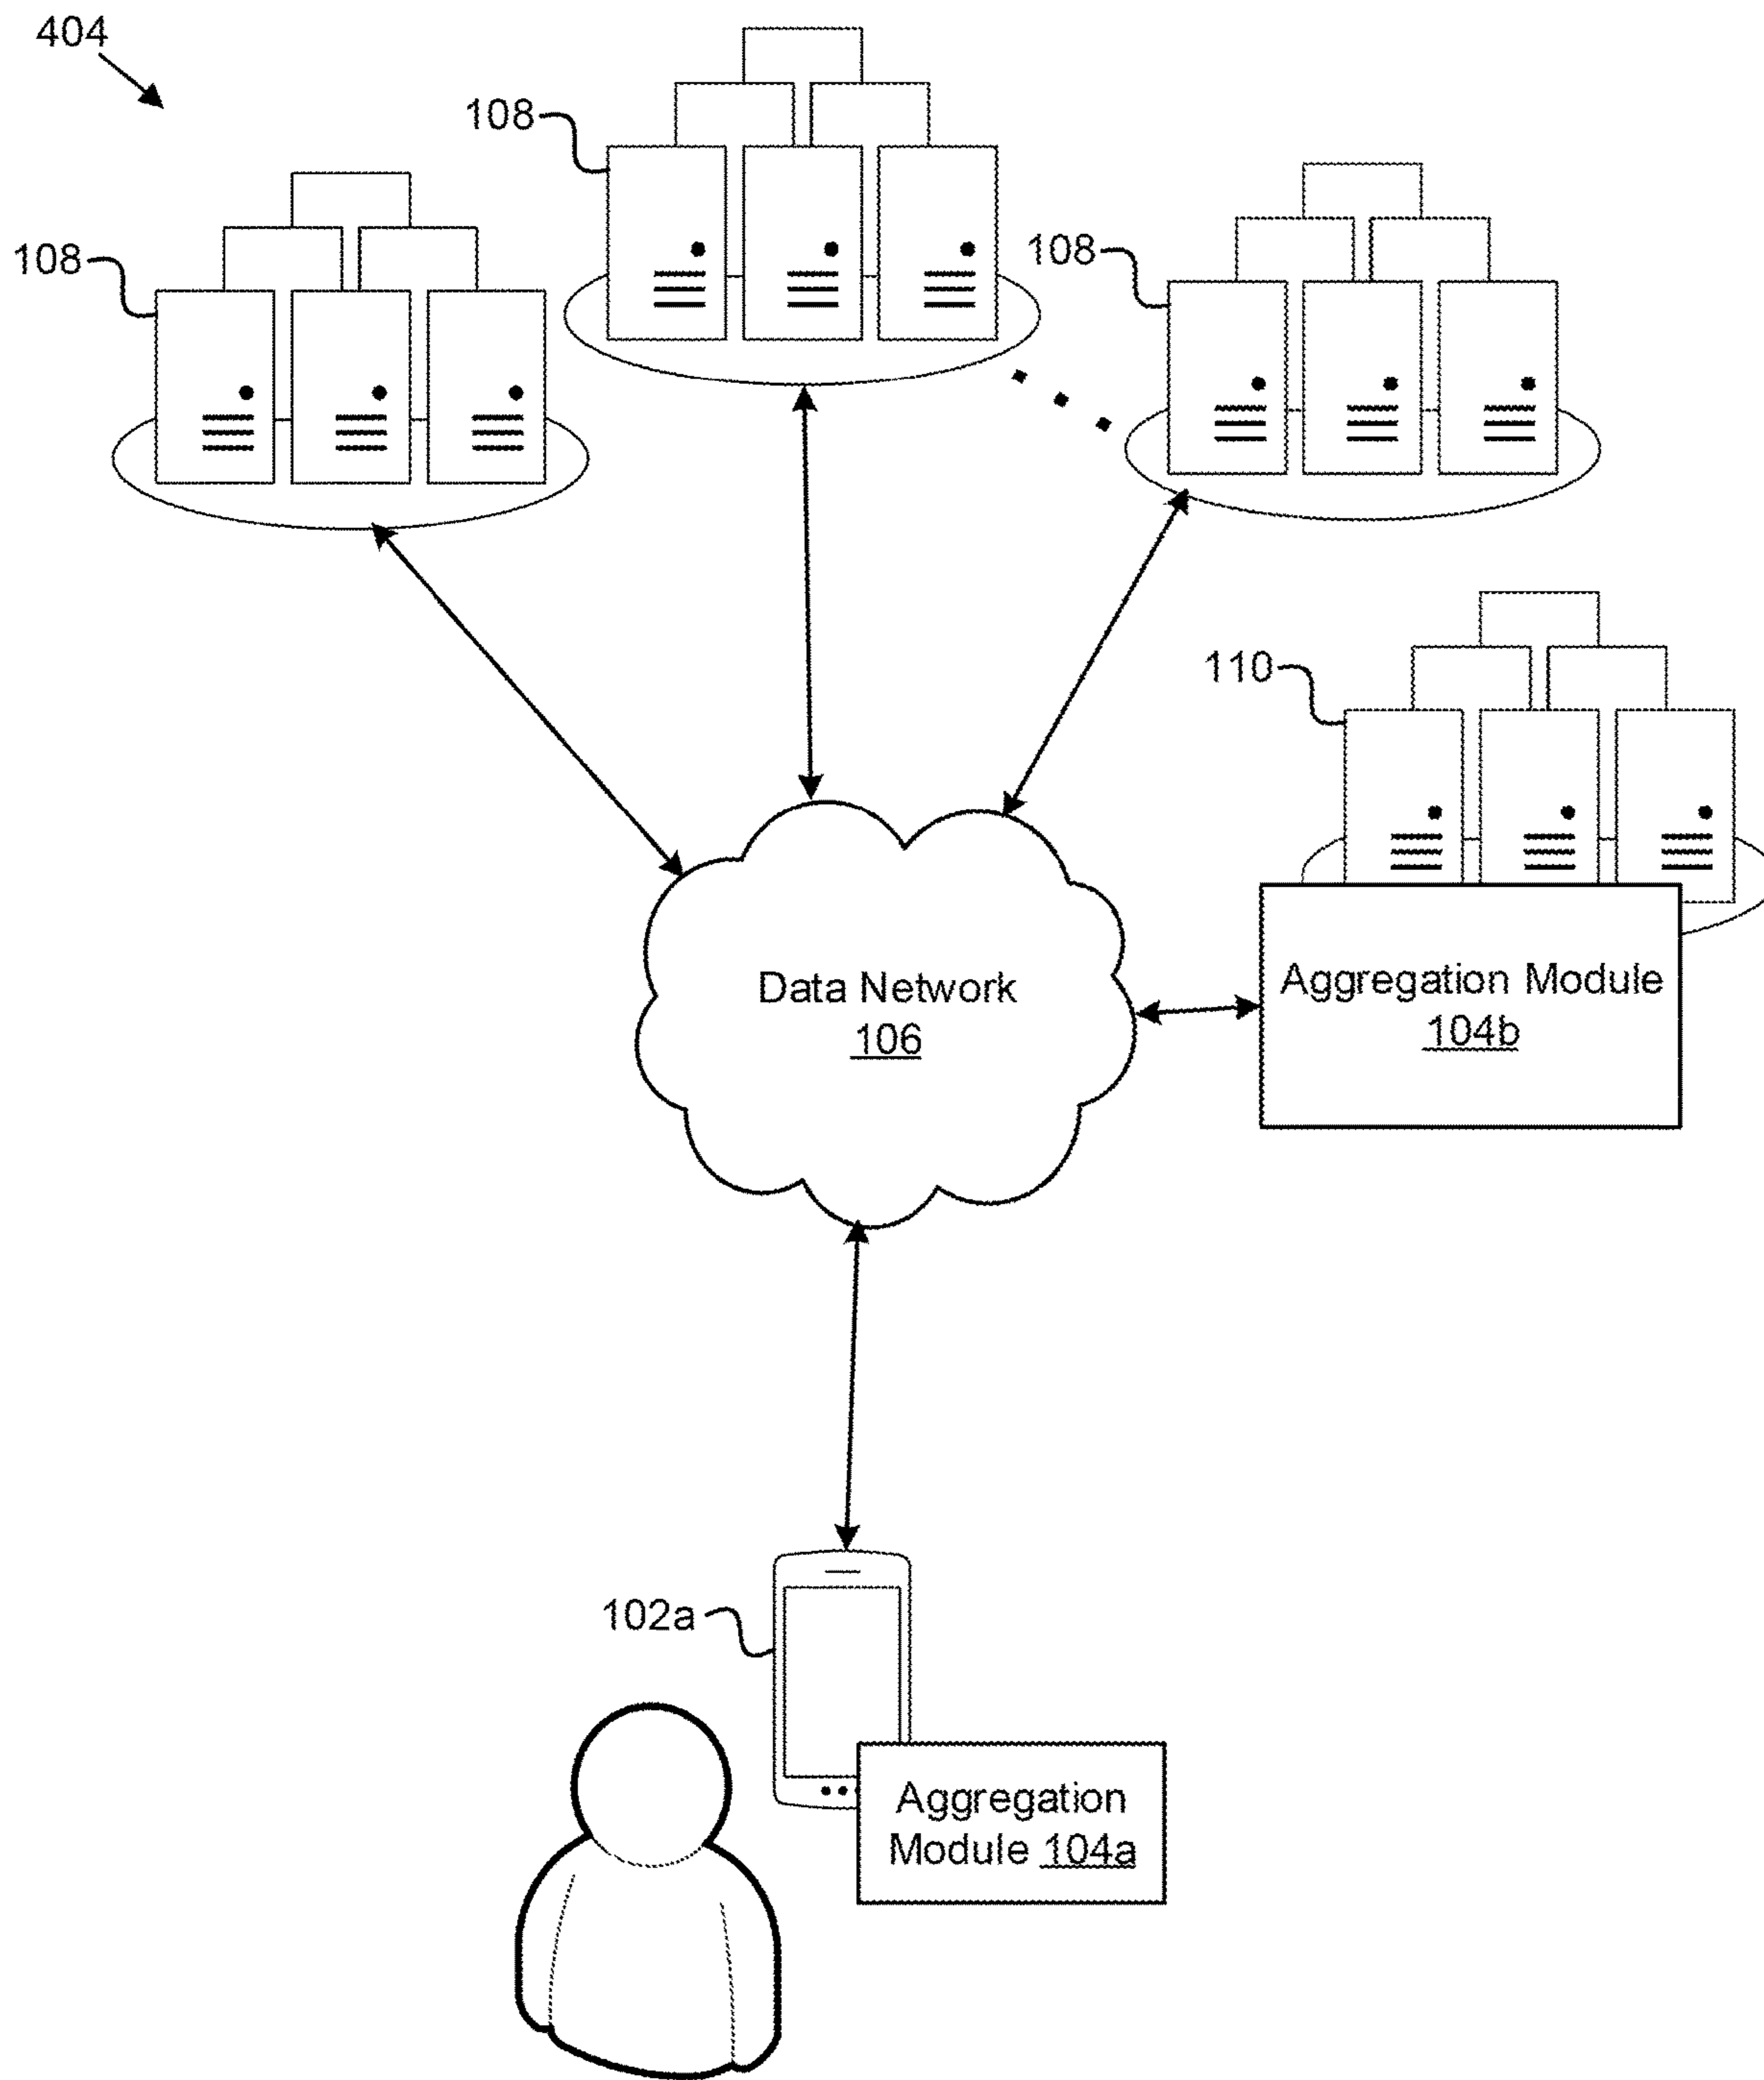 404
108
108
108
110
Data Network
106
Aggregation Module
104b
102a
Aggregation
Module 104a